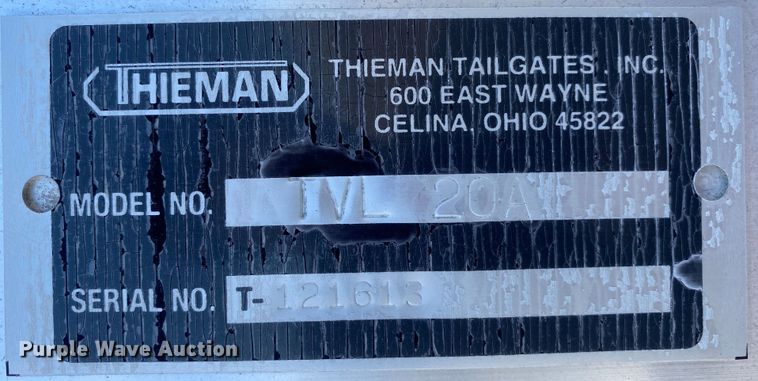 THIEMAN
THIEMAN TAILGATES, INC.
600 EAST WAYNE
CELINA, OHIO 45822
MODEL NO. TVL 20A
SERIAL NO. T-121613
Purple Wave Auction